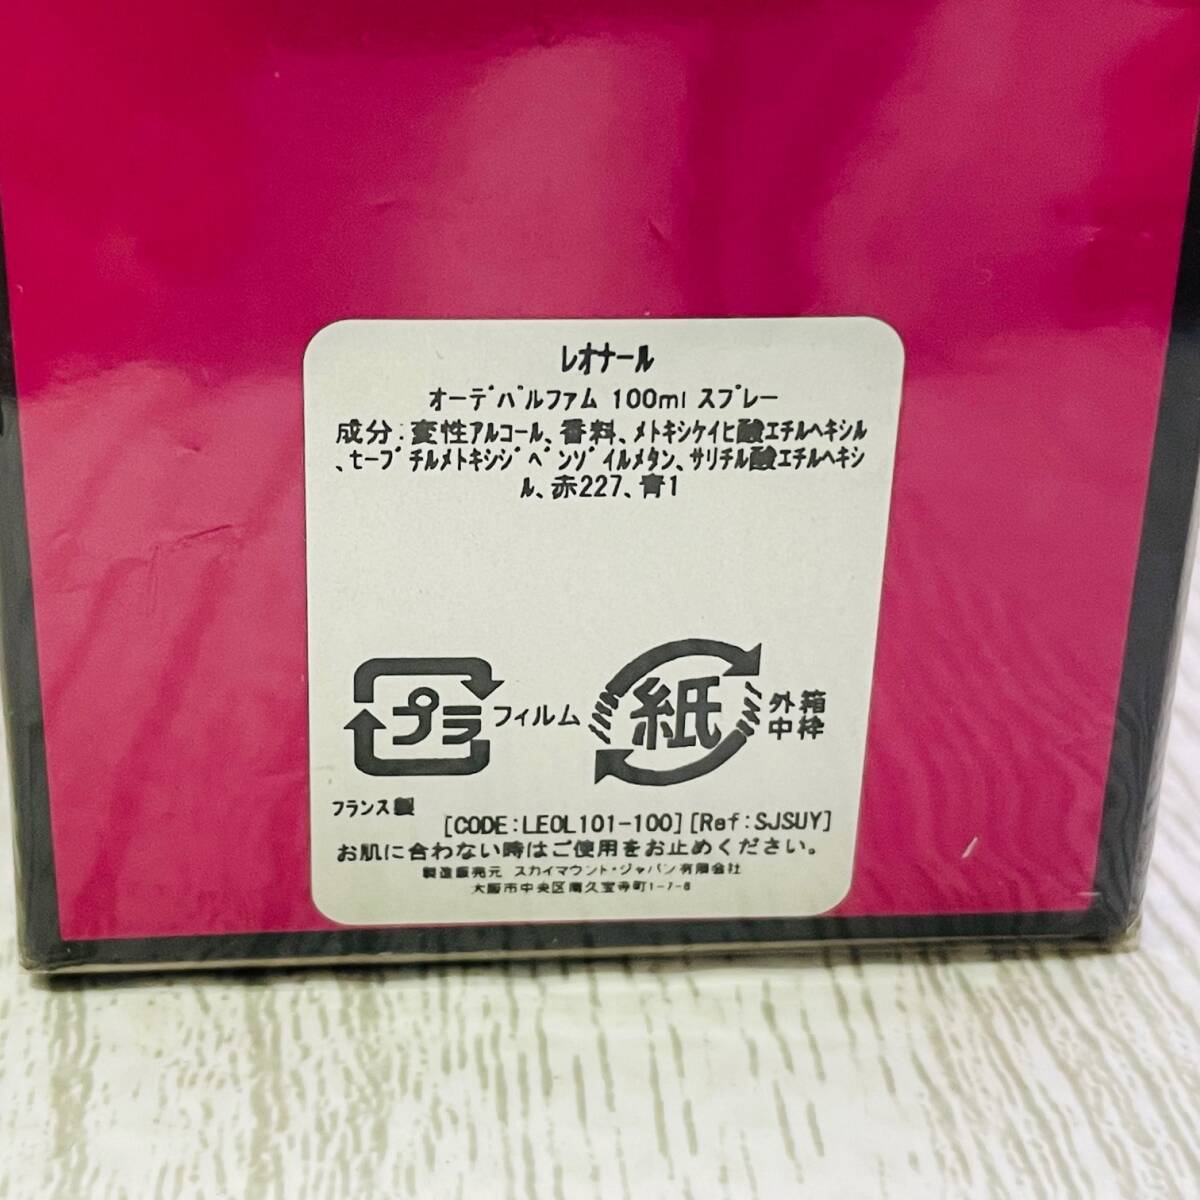 レオナール
オーデパルファム 100ml スプレー
成分:変性アルコール、香料、メトキシケイヒ酸エチルヘキシル
、t-ブチルメトキシジベンゾイルメタン、サリチル酸エチルヘキシ
ル、赤227、青1
プラ フィルム 紙 外箱
中枠
フランス製
[CODE:LEOL101-100][Ref:SJSUY]
お肌に合わない時はご使用をお止めください。
製造販売元 スカイマウント・ジャパン有限会社
大阪市中央区南久宝寺町1-7-8